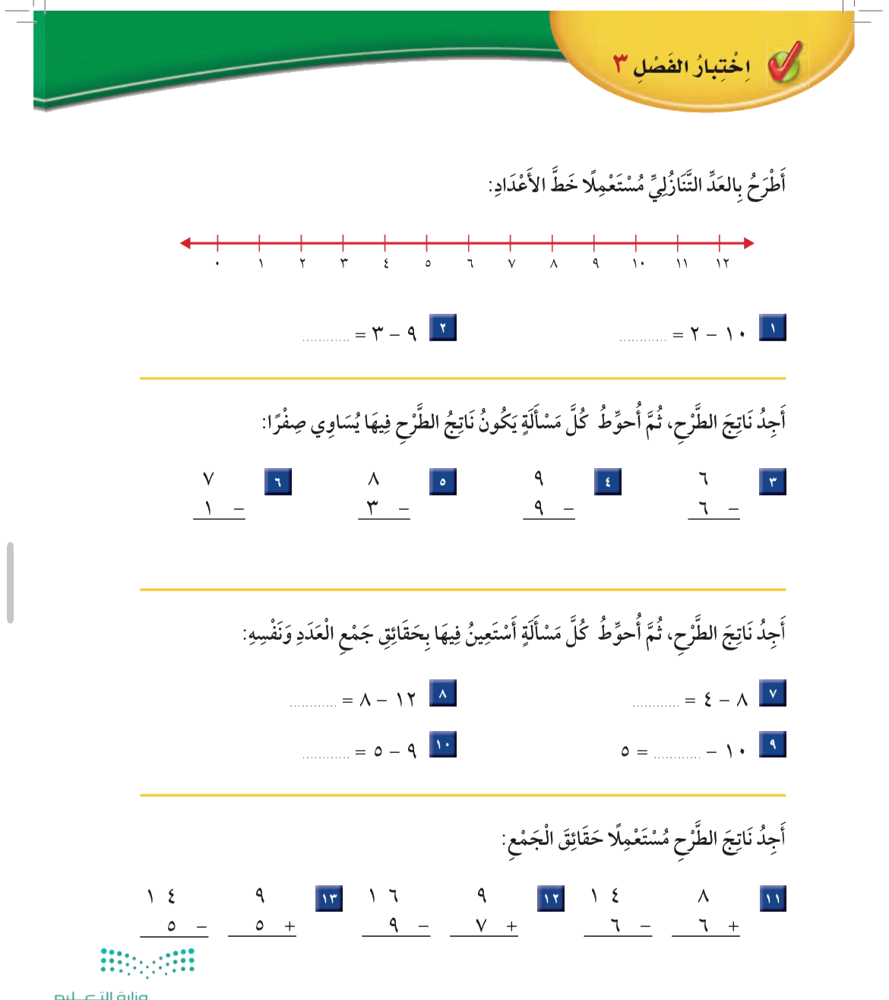 اِخْتِبارُ الفَصْلِ ٣
أَطْرَحُ بِالعَدِّ التَّنَازُلِيِّ مُسْتَعْمِلًا خَطَّ الأَعْدَادِ:
٠ ١ ٢ ٣ ٤ ٥ ٦ ٧ ٨ ٩ ١٠ ١١ ١٢
١ ١٠ – ٢ = ............ ٢ ٩ – ٣ = ............
أَجِدُ نَاتِجَ الطَّرْحِ، ثُمَّ أُحوِّطُ كُلَّ مَسْأَلَةٍ يَكُونُ نَاتِجُ الطَّرْحِ فِيهَا يُسَاوِي صِفْرًا:
٣ ٦ ٤ ٩ ٥ ٨ ٦ ٧
– ٦ – ٩ – ٣ – ١
أَجِدُ نَاتِجَ الطَّرْحِ، ثُمَّ أُحوِّطُ كُلَّ مَسْأَلَةٍ أَسْتَعِينُ فِيهَا بِحَقَائِقِ جَمْعِ الْعَدَدِ وَنَفْسِهِ:
٧ ٨ – ٤ = ............ ٨ ١٢ – ٨ = ............
٩ ١٠ – ............ = ٥ ١٠ ٩ – ٥ = ............
أَجِدُ نَاتِجَ الطَّرْحِ مُسْتَعْمِلًا حَقَائِقَ الْجَمْعِ:
١١ ٨ ١٤ ١٢ ٩ ١٦ ١٣ ٩ ١٤
+ ٦ – ٦ + ٧ – ٩ + ٥ – ٥
وزارة التعليم